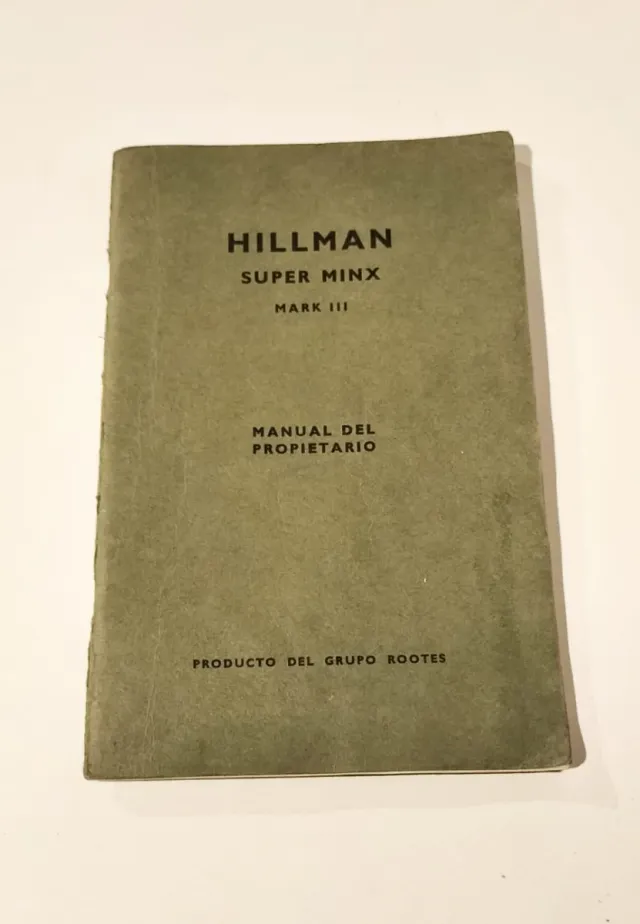 HILLMAN
SUPER MINX
MARK III
MANUAL DEL
PROPIETARIO
PRODUCTO DEL GRUPO ROOTES